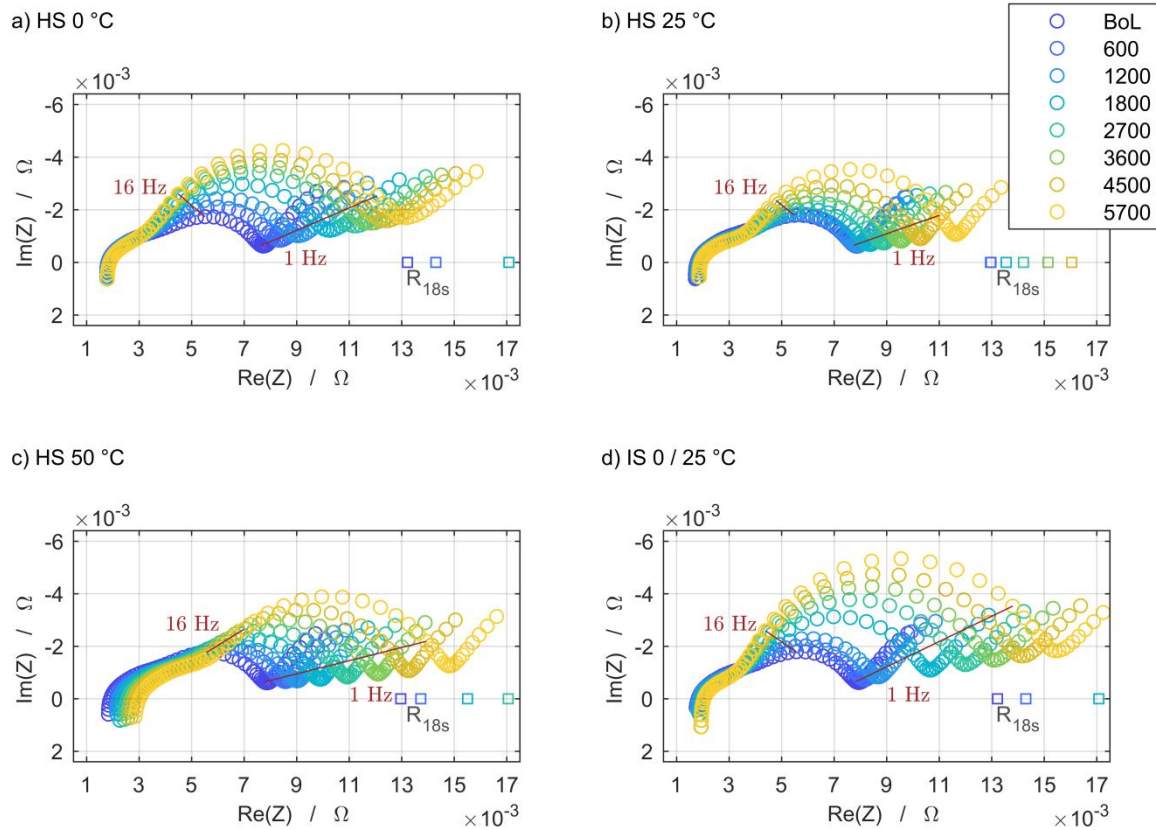 a) HS 0 °C
×10⁻³
-6
-4
-2
0
2
Im(Z) / Ω
16 Hz
1 Hz
R18s
1 3 5 7 9 11 13 15 17
Re(Z) / Ω
×10⁻³
b) HS 25 °C
×10⁻³
-6
-4
-2
0
2
Im(Z) / Ω
16 Hz
1 Hz
R18s
1 3 5 7 9 11 13 15 17
Re(Z) / Ω
×10⁻³
BoL
600
1200
1800
2700
3600
4500
5700
c) HS 50 °C
×10⁻³
-6
-4
-2
0
2
Im(Z) / Ω
16 Hz
1 Hz
R18s
1 3 5 7 9 11 13 15 17
Re(Z) / Ω
×10⁻³
d) IS 0 / 25 °C
×10⁻³
-6
-4
-2
0
2
Im(Z) / Ω
16 Hz
1 Hz
R18s
1 3 5 7 9 11 13 15 17
Re(Z) / Ω
×10⁻³